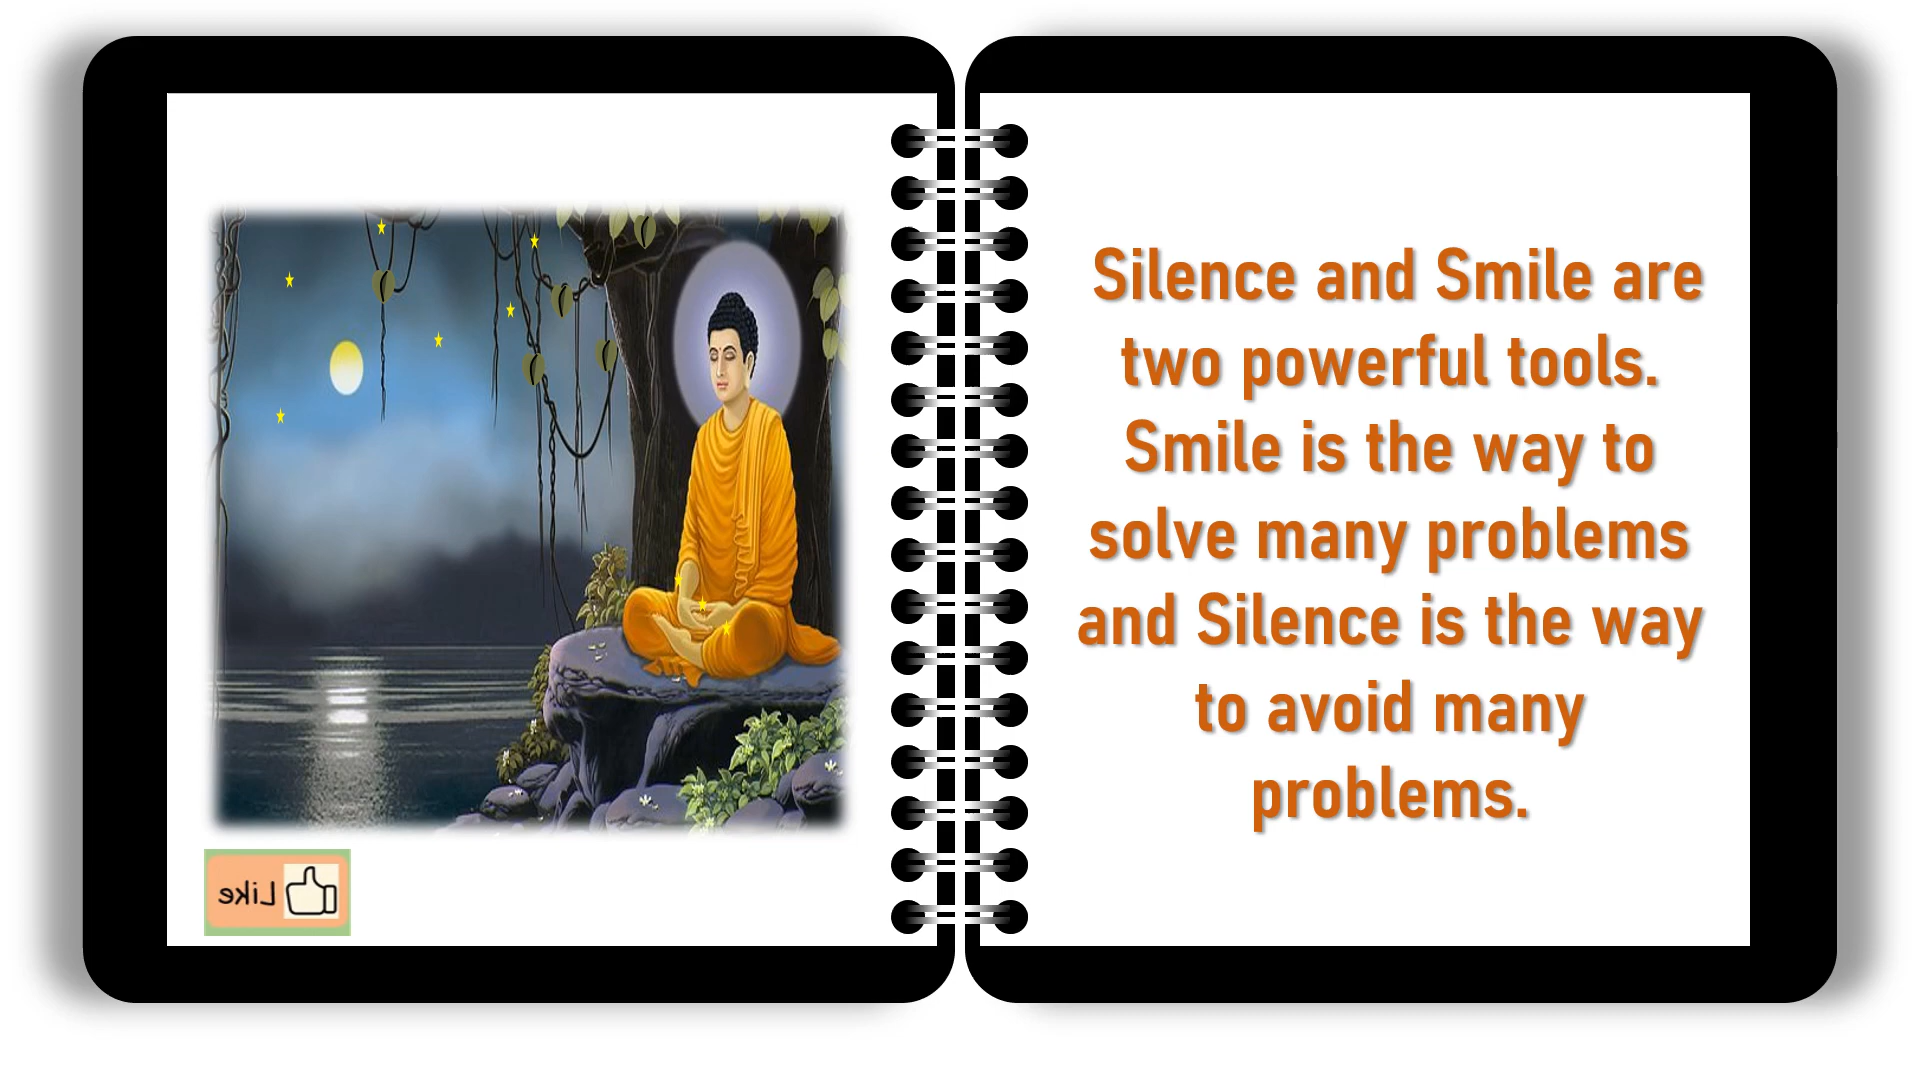 Silence and Smile are
two powerful tools.
Smile is the way to
solve many problems
and Silence is the way
to avoid many
problems.
Like